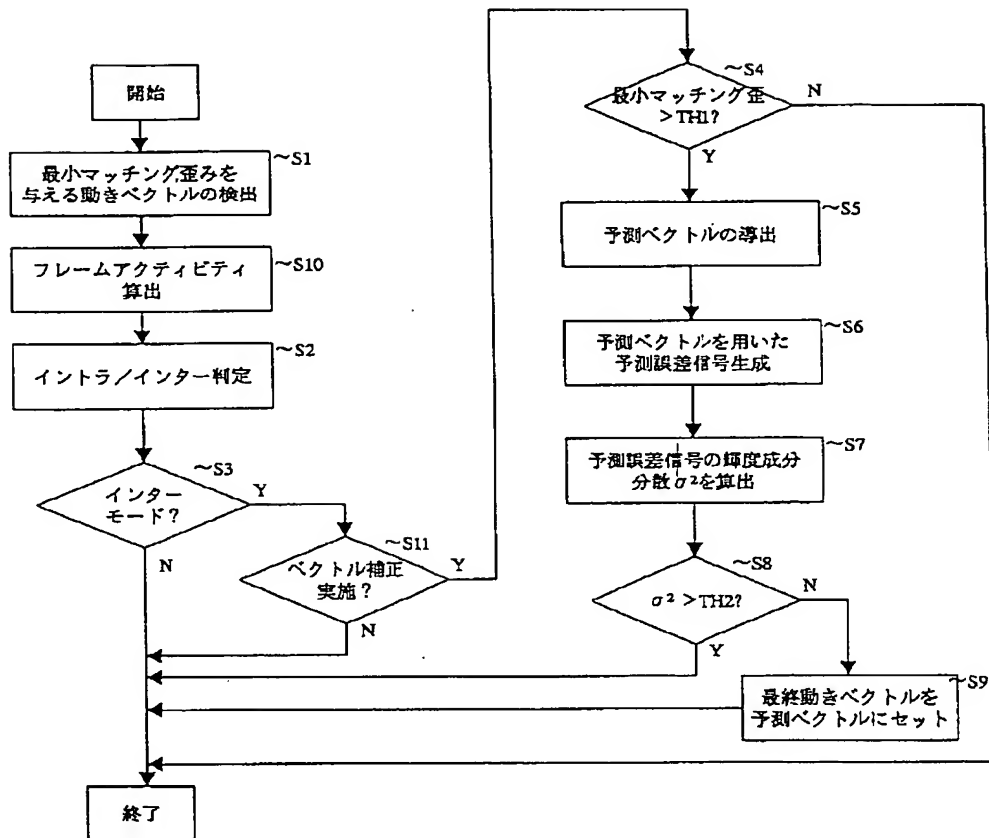 開始
最小マッチング歪みを
与える動きベクトルの検出
~S1
フレームアクティビティ
算出
~S10
イントラ/インター判定
~S2
インター
モード?
~S3
Y
N
ベクトル補正
実施?
~S11
Y
N
最小マッチング歪
>TH1?
~S4
N
Y
予測ベクトルの導出
~S5
予測ベクトルを用いた
予測誤差信号生成
~S6
予測誤差信号の輝度成分
分散σ²を算出
~S7
σ²>TH2?
~S8
N
Y
最終動きベクトルを
予測ベクトルにセット
~S9
終了